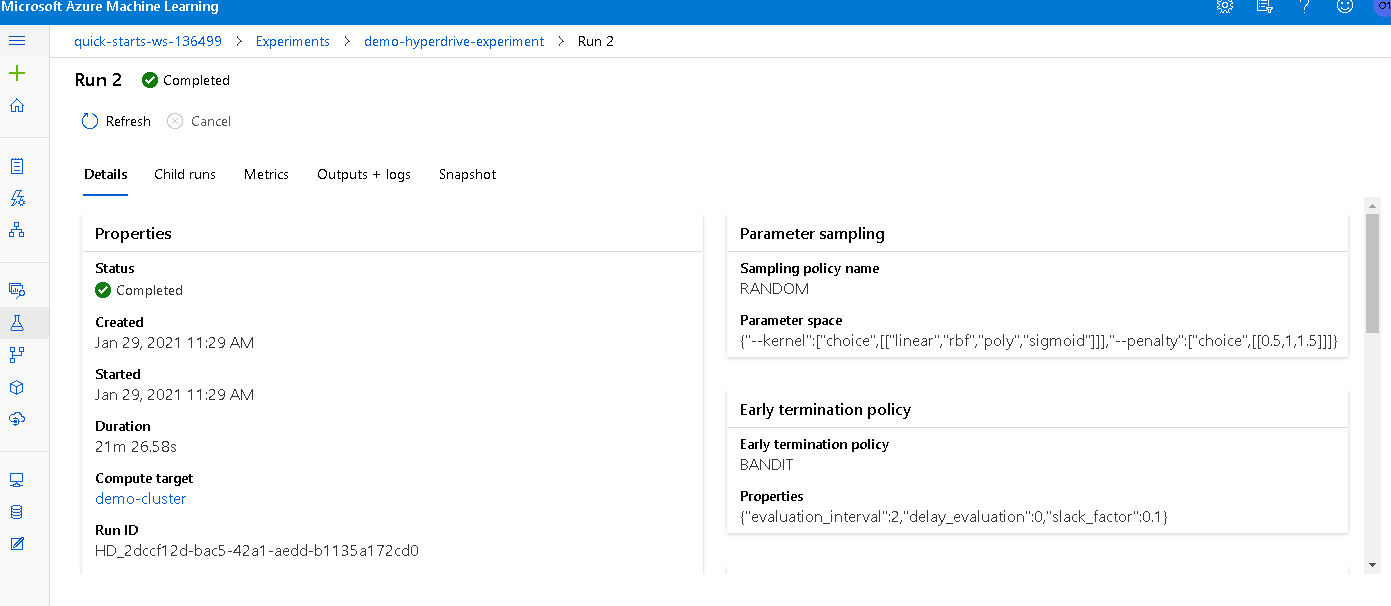 Microsoft Azure Machine Learning
quick-starts-ws-136499 > Experiments > demo-hyperdrive-experiment > Run 2
Run 2 Completed
Refresh Cancel
Details Child runs Metrics Outputs + logs Snapshot
Properties
Status
Completed
Created
Jan 29, 2021 11:29 AM
Started
Jan 29, 2021 11:29 AM
Duration
21m 26.58s
Compute target
demo-cluster
Run ID
HD_2dccf12d-bac5-42a1-aedd-b1135a172cd0
Parameter sampling
Sampling policy name
RANDOM
Parameter space
{"--kernel":["choice",[["linear","rbf","poly","sigmoid"]]],"--penalty":["choice",[[0.5,1,1.5]]]}
Early termination policy
Early termination policy
BANDIT
Properties
{"evaluation_interval":2,"delay_evaluation":0,"slack_factor":0.1}